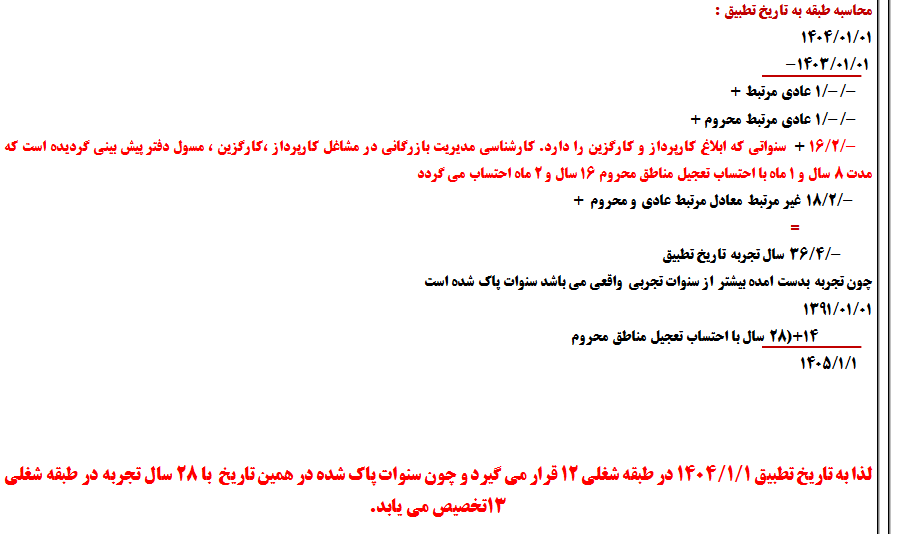 محاسبه طبقه به تاریخ تطبیق :
۱۴۰۴/۰۱/۰۱
۱۴۰۳/۰۱/۰۱-
-/-/۱ عادی مرتبط +
-/-/۱ عادی مرتبط محروم +
-/۱۶/۲ + سنواتی که ابلاغ کارپرداز و کارگزین را دارد. کارشناسی مدیریت بازرگانی در مشاغل کارپرداز ،کارگزین ، مسول دفتر پیش بینی گردیده است که
مدت ۸ سال و ۱ ماه با احتساب تعجیل مناطق محروم ۱۶ سال و ۲ ماه احتساب می گردد
-/۱۸/۲ غیر مرتبط معادل مرتبط عادی و محروم +
=
-/۳۶/۴ سال تجربه تاریخ تطبیق
چون تجربه بدست امده بیشتر از سنوات تجربی واقعی می باشد سنوات پاک شده است
۱۳۹۱/۰۱/۰۱
۱۴+(۲۸ سال با احتساب تعجیل مناطق محروم
۱۴۰۵/۱/۱
لذا به تاریخ تطبیق ۱۴۰۴/۱/۱ در طبقه شغلی ۱۲ قرار می گیرد و چون سنوات پاک شده در همین تاریخ با ۲۸ سال تجربه در طبقه شغلی
۱۳تخصیص می یابد.